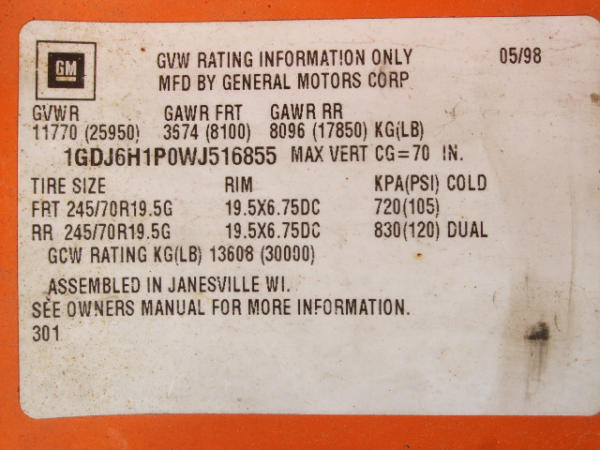 GM
GVW RATING INFORMATION ONLY 05/98
MFD BY GENERAL MOTORS CORP
GVWR GAWR FRT GAWR RR
11770 (25950) 3674 (8100) 8096 (17850) KG(LB)
1GDJ6H1P0WJ516855 MAX VERT CG=70 IN.
TIRE SIZE RIM KPA(PSI) COLD
FRT 245/70R19.5G 19.5X6.75DC 720(105)
RR 245/70R19.5G 19.5X6.75DC 830(120) DUAL
GCW RATING KG(LB) 13608 (30000)
ASSEMBLED IN JANESVILLE WI.
SEE OWNERS MANUAL FOR MORE INFORMATION.
301